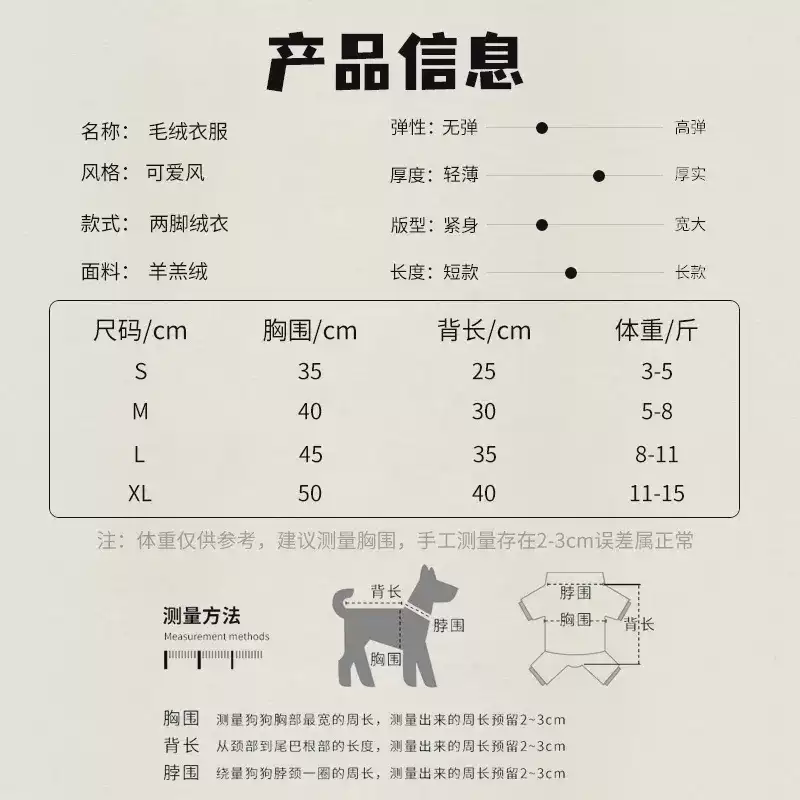 产品信息
名称： 毛绒衣服
弹性：无弹 高弹
风格： 可爱风
厚度：轻薄 厚实
款式： 两脚绒衣
版型：紧身 宽大
面料： 羊羔绒
长度：短款 长款
尺码/cm 胸围/cm 背长/cm 体重/斤
S 35 25 3-5
M 40 30 5-8
L 45 35 8-11
XL 50 40 11-15
注：体重仅供参考，建议测量胸围，手工测量存在2-3cm误差属正常
测量方法
Measurement methods
背长
脖围
胸围
脖围
胸围
背长
胸围 测量狗狗胸部最宽的周长，测量出来的周长预留2~3cm
背长 从颈部到尾巴根部的长度，测量出来的周长预留2~3cm
脖围 绕量狗狗脖颈一圈的周长，测量出来的周长预留2~3cm